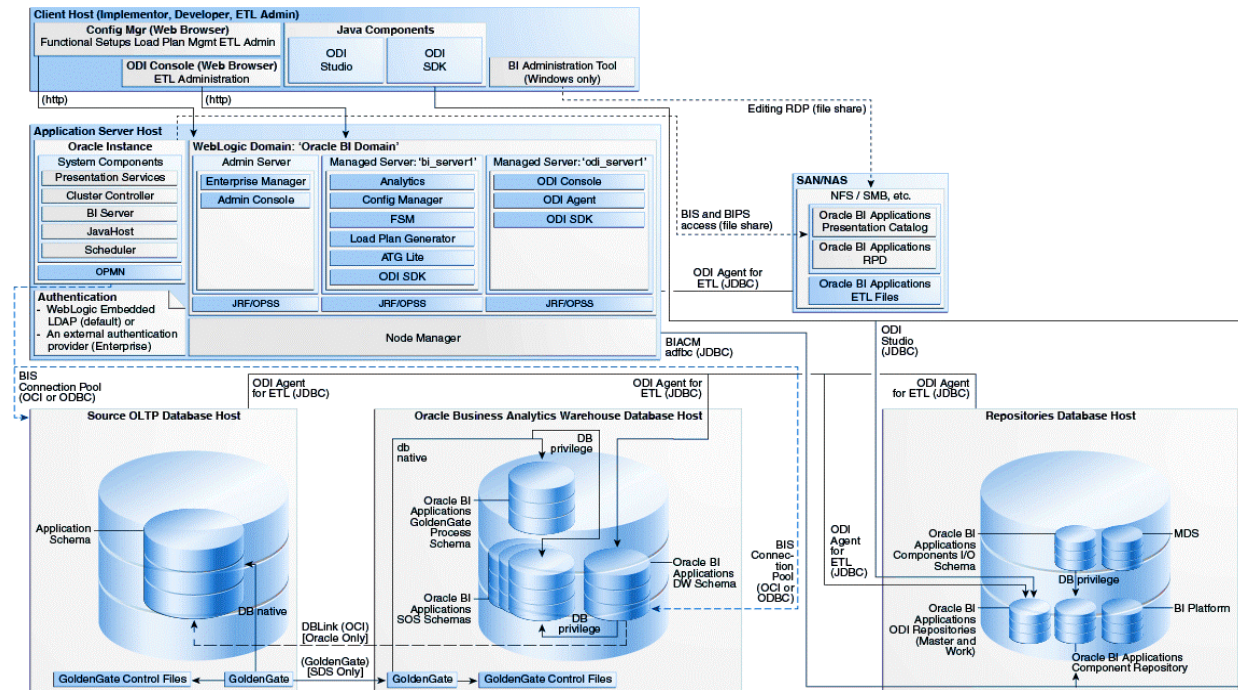 Client Host (Implementor, Developer, ETL Admin)
Config Mgr (Web Browser)
Functional Setups Load Plan Mgmt ETL Admin
ODI Console (Web Browser)
ETL Administration
Java Components
ODI
Studio
ODI
SDK
BI Administration Tool
(Windows only)
(http)
(http)
Editing RDP (file share)
Application Server Host
Oracle Instance
System Components
Presentation Services
Cluster Controller
BI Server
JavaHost
Scheduler
OPMN
WebLogic Domain: ‘Oracle BI Domain’
Admin Server
Enterprise Manager
Admin Console
JRF/OPSS
Managed Server: ‘bi_server1’
Analytics
Config Manager
FSM
Load Plan Generator
ATG Lite
ODI SDK
JRF/OPSS
Managed Server: ‘odi_server1’
ODI Console
ODI Agent
ODI SDK
JRF/OPSS
Node Manager
Authentication
- WebLogic Embedded
LDAP (default) or
- An external authentication
provider (Enterprise)
BIS and BIPS
access (file share)
ODI Agent for
ETL (JDBC)
SAN/NAS
NFS / SMB, etc.
Oracle BI Applications
Presentation Catalog
Oracle BI Applications
RPD
Oracle BI Applications
ETL Files
BIACM
adfbc (JDBC)
ODI
Studio
(JDBC)
BIS
Connection Pool
(OCI or ODBC)
ODI Agent
for ETL (JDBC)
ODI Agent for
ETL (JDBC)
ODI Agent
for ETL (JDBC)
Source OLTP Database Host
Application
Schema
DB native
GoldenGate Control Files
GoldenGate
DBLink (OCI)
[Oracle Only]
(GoldenGate)
[SDS Only]
Oracle Business Analytics Warehouse Database Host
db
native
DB
privilege
Oracle BI
Applications
GoldenGate
Process
Schema
Oracle BI
Applications
SOS Schemas
DB
privilege
Oracle BI
Applications
DW Schema
GoldenGate
GoldenGate Control Files
BIS
Connec-
tion
Pool
(OCI or
ODBC)
ODI
Agent
for
ETL
(JDBC)
Repositories Database Host
Oracle BI
Applications
Components I/O
Schema
MDS
DB privilege
Oracle BI
Applications
ODI Repositories
(Master and
Work)
BI Platform
Oracle BI Applications
Component Repository